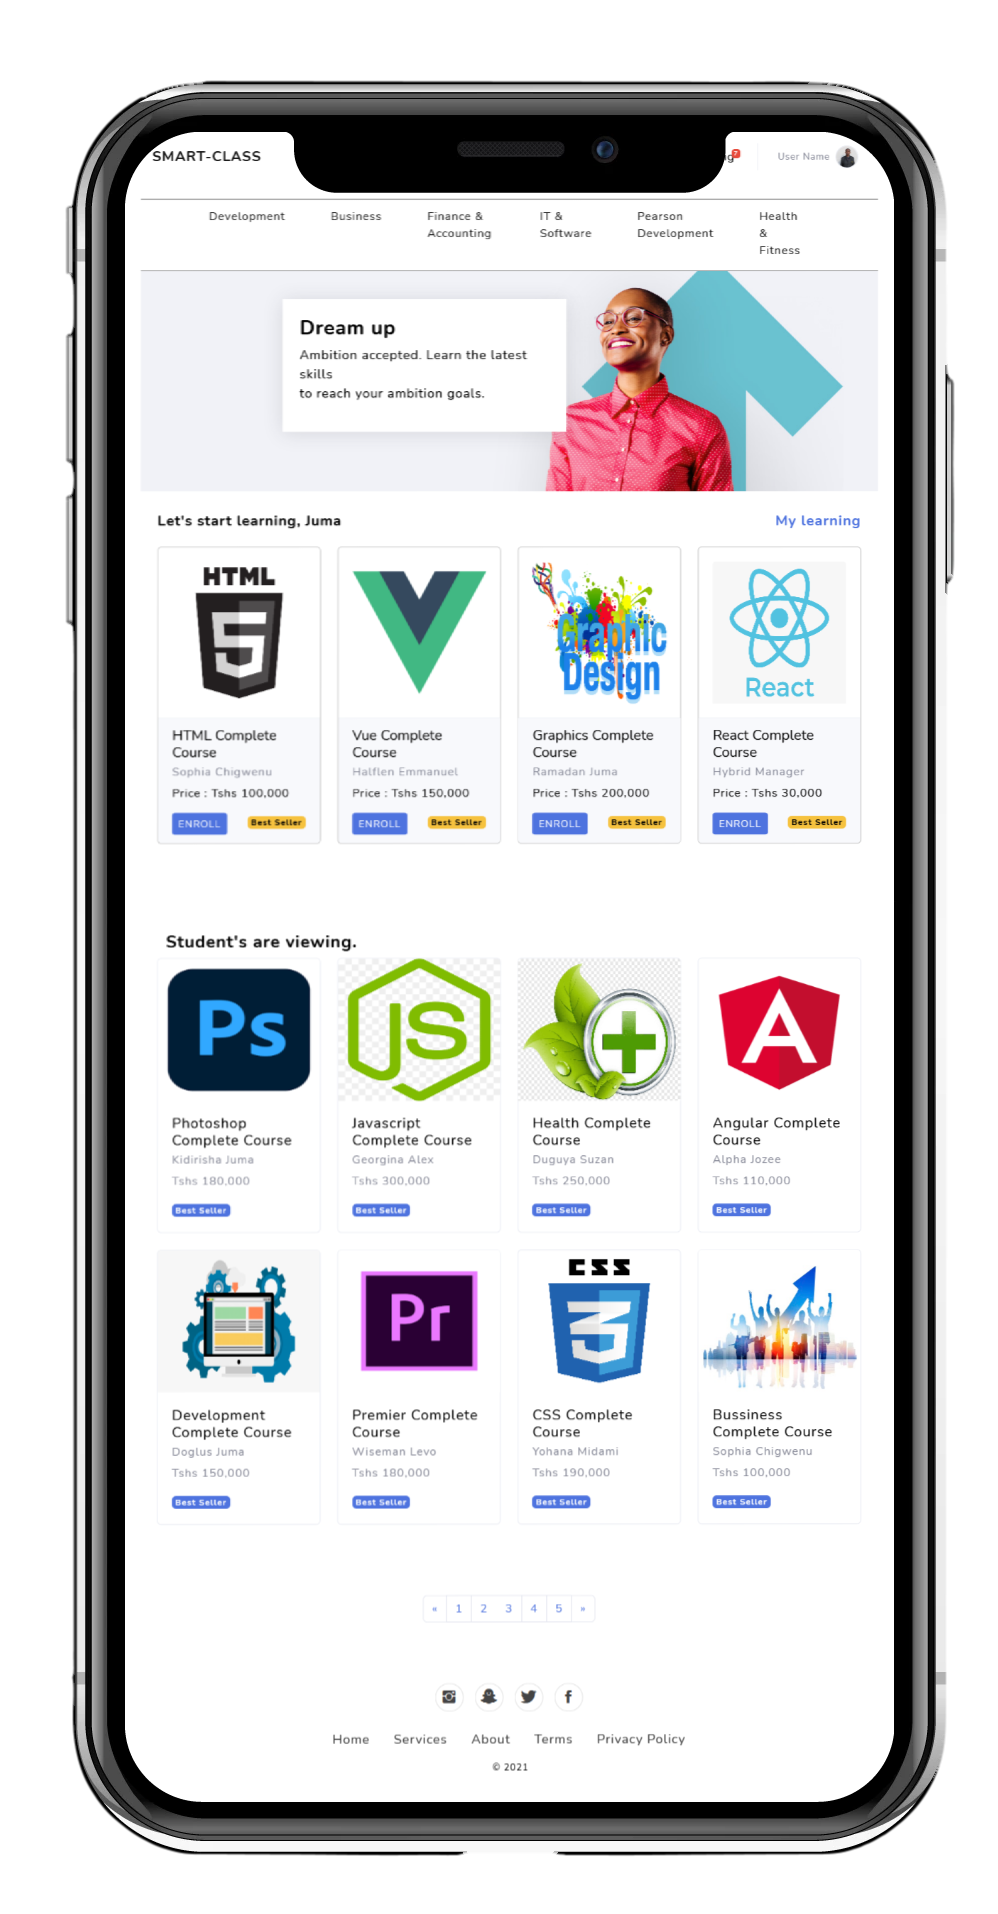 SMART-CLASS
7
User Name
Development
Business
Finance &
Accounting
IT &
Software
Pearson
Development
Health
&
Fitness
Dream up
Ambition accepted. Learn the latest
skills
to reach your ambition goals.
Let's start learning, Juma
My learning
HTML
5
HTML Complete
Course
Sophia Chigwenu
Price : Tshs 100,000
ENROLL
Best Seller
Vue Complete
Course
Halflen Emmanuel
Price : Tshs 150,000
ENROLL
Best Seller
Graphic
Design
Graphics Complete
Course
Ramadan Juma
Price : Tshs 200,000
ENROLL
Best Seller
React
React Complete
Course
Hybrid Manager
Price : Tshs 30,000
ENROLL
Best Seller
Student's are viewing.
Ps
Photoshop
Complete Course
Kidirisha Juma
Tshs 180,000
Best Seller
JS
Javascript
Complete Course
Georgina Alex
Tshs 300,000
Best Seller
Health Complete
Course
Duguya Suzan
Tshs 250,000
Best Seller
A
Angular Complete
Course
Alpha Jozee
Tshs 110,000
Best Seller
Development
Complete Course
Doglus Juma
Tshs 150,000
Best Seller
Pr
Premier Complete
Course
Wiseman Levo
Tshs 180,000
Best Seller
CSS
3
CSS Complete
Course
Yohana Midami
Tshs 190,000
Best Seller
Bussiness
Complete Course
Sophia Chigwenu
Tshs 100,000
Best Seller
« 1 2 3 4 5 »
Home Services About Terms Privacy Policy
© 2021